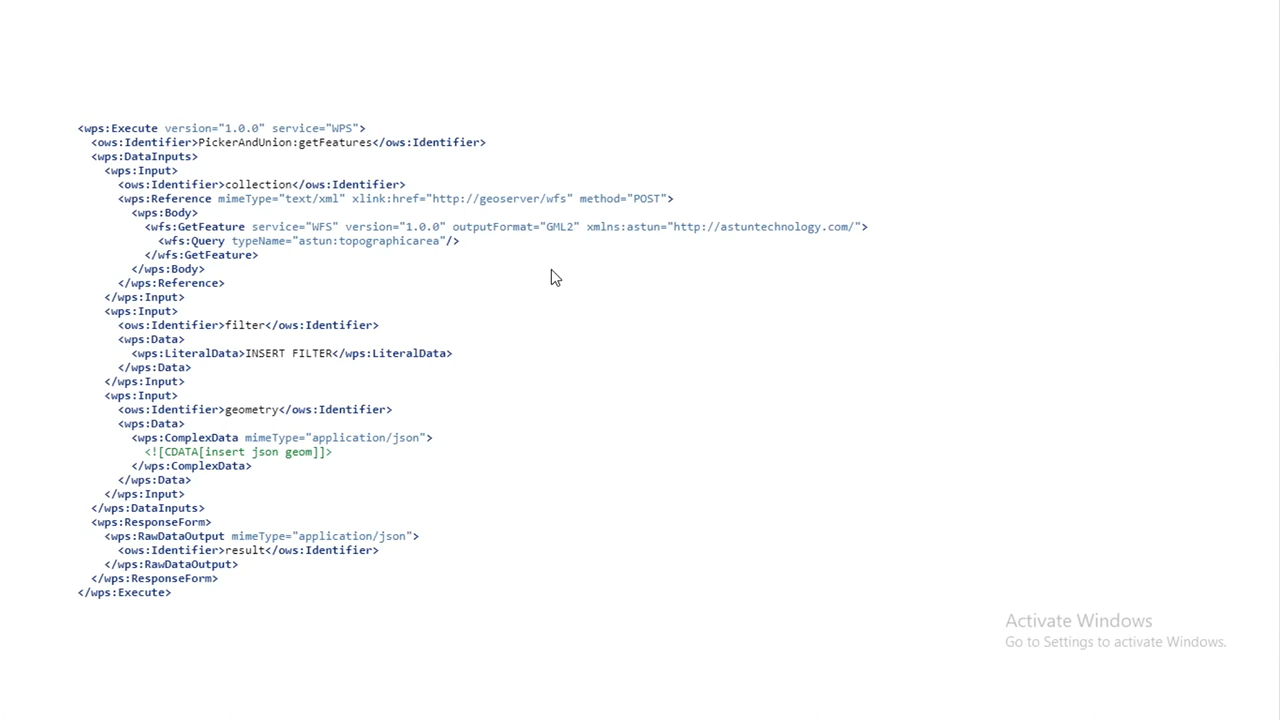 <wps:Execute version="1.0.0" service="WPS">
<ows:Identifier>PickerAndUnion:getFeatures</ows:Identifier>
<wps:DataInputs>
<wps:Input>
<ows:Identifier>collection</ows:Identifier>
<wps:Reference mimeType="text/xml" xlink:href="http://geoserver/wfs" method="POST">
<wps:Body>
<wfs:GetFeature service="WFS" version="1.0.0" outputFormat="GML2" xmlns:astun="http://astuntechnology.com/">
<wfs:Query typeName="astun:topographicarea"/>
</wfs:GetFeature>
</wps:Body>
</wps:Reference>
</wps:Input>
<wps:Input>
<ows:Identifier>filter</ows:Identifier>
<wps:Data>
<wps:LiteralData>INSERT FILTER</wps:LiteralData>
</wps:Data>
</wps:Input>
<wps:Input>
<ows:Identifier>geometry</ows:Identifier>
<wps:Data>
<wps:ComplexData mimeType="application/json">
<![CDATA[insert json geom]]>
</wps:ComplexData>
</wps:Data>
</wps:Input>
</wps:DataInputs>
<wps:ResponseForm>
<wps:RawDataOutput mimeType="application/json">
<ows:Identifier>result</ows:Identifier>
</wps:RawDataOutput>
</wps:ResponseForm>
</wps:Execute>
Activate Windows
Go to Settings to activate Windows.